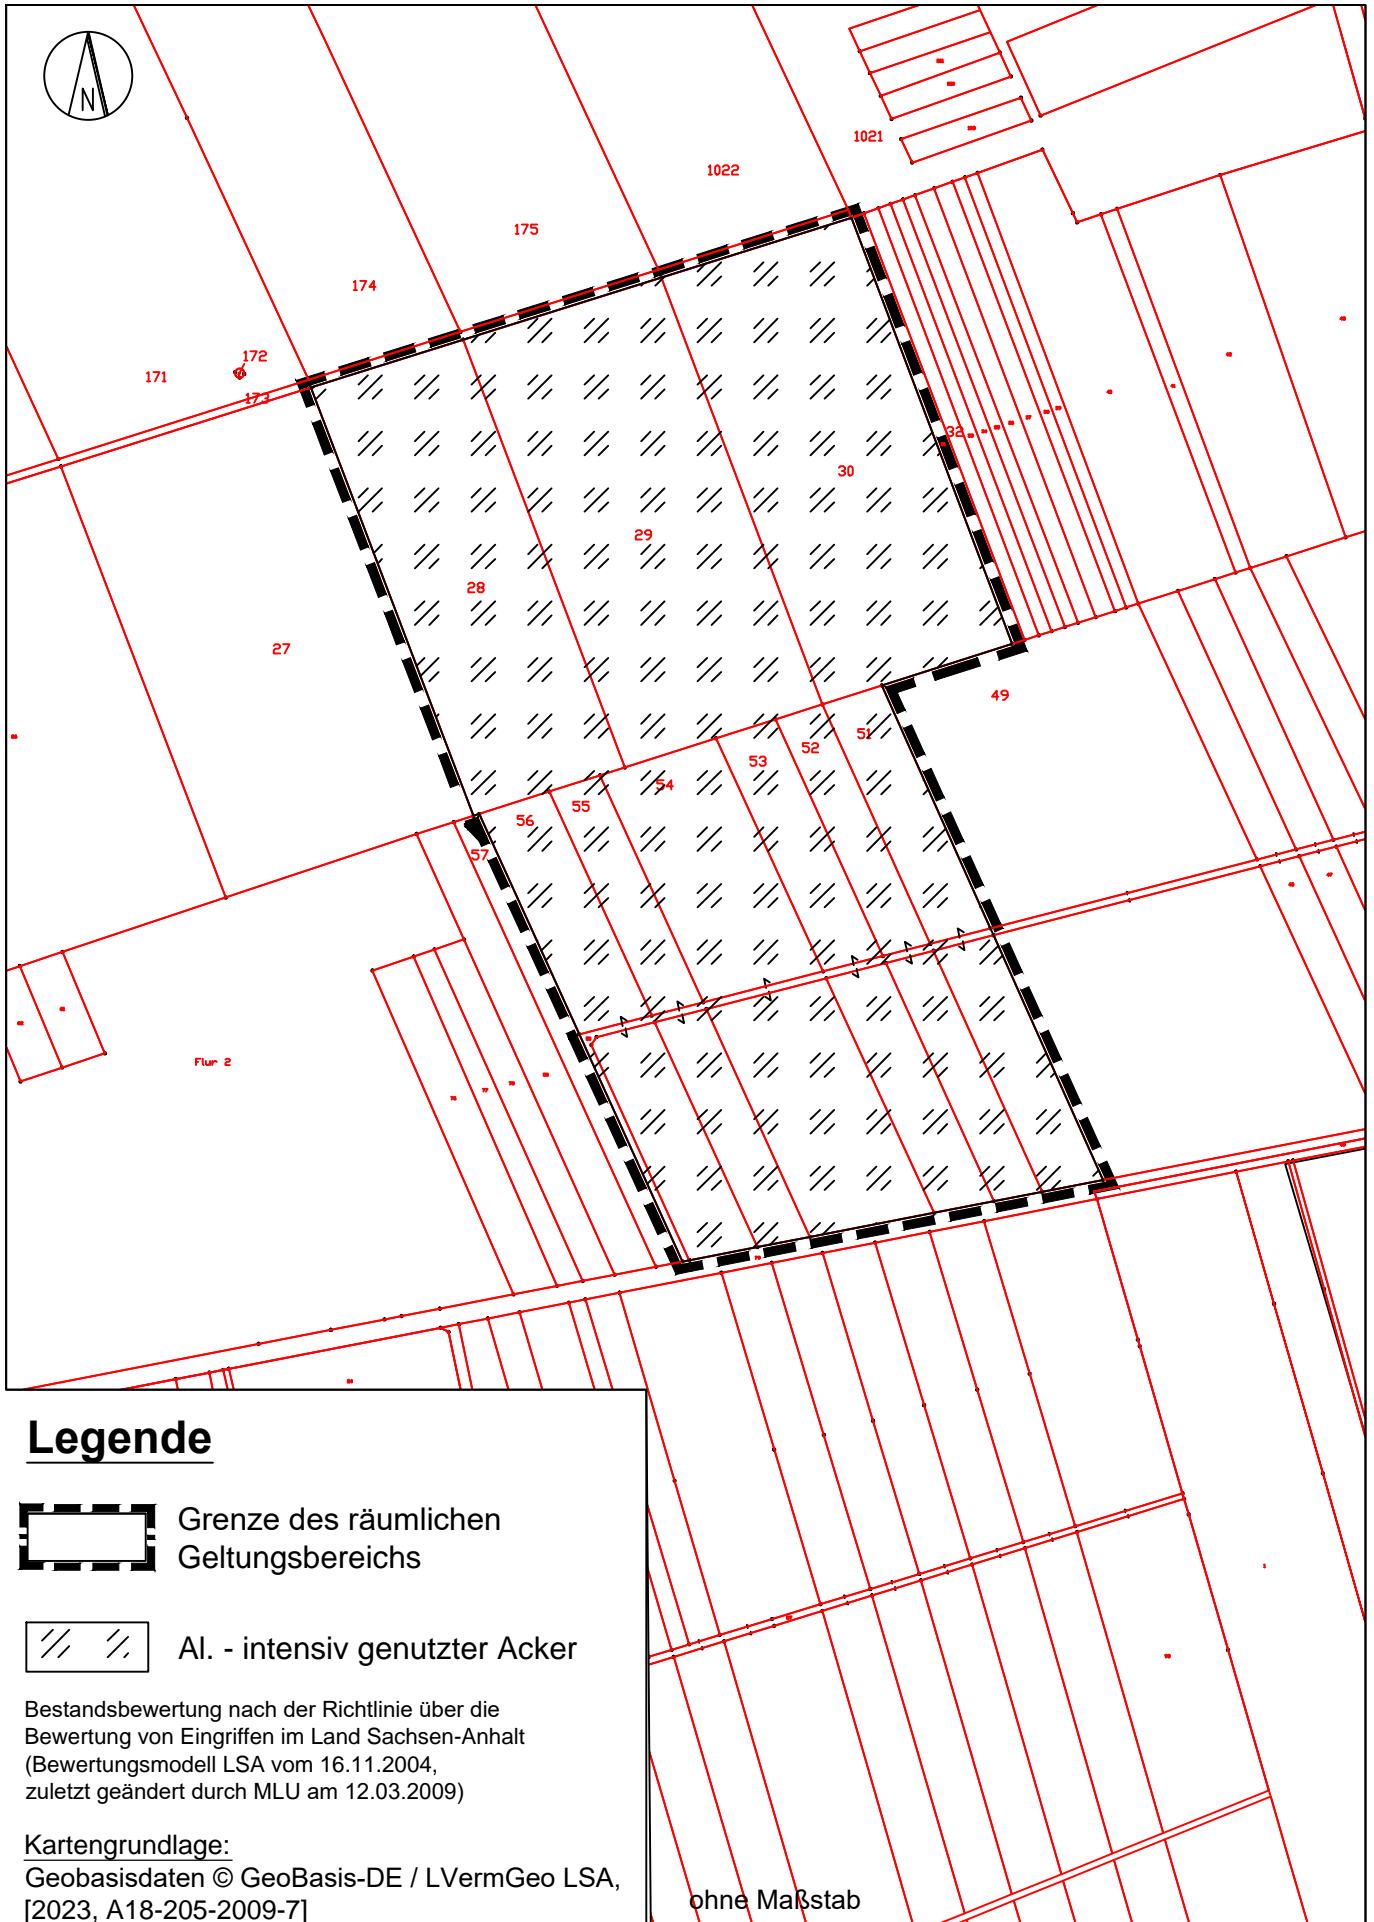 N
1021
1022
175
174
172
171
173
32
30
29
28
27
49
51
52
53
54
55
56
57
Flur 2
Legende
Grenze des räumlichen
Geltungsbereichs
AI. - intensiv genutzter Acker
Bestandsbewertung nach der Richtlinie über die
Bewertung von Eingriffen im Land Sachsen-Anhalt
(Bewertungsmodell LSA vom 16.11.2004,
zuletzt geändert durch MLU am 12.03.2009)
Kartengrundlage:
Geobasisdaten © GeoBasis-DE / LVermGeo LSA,
[2023, A18-205-2009-7]
ohne Maßstab